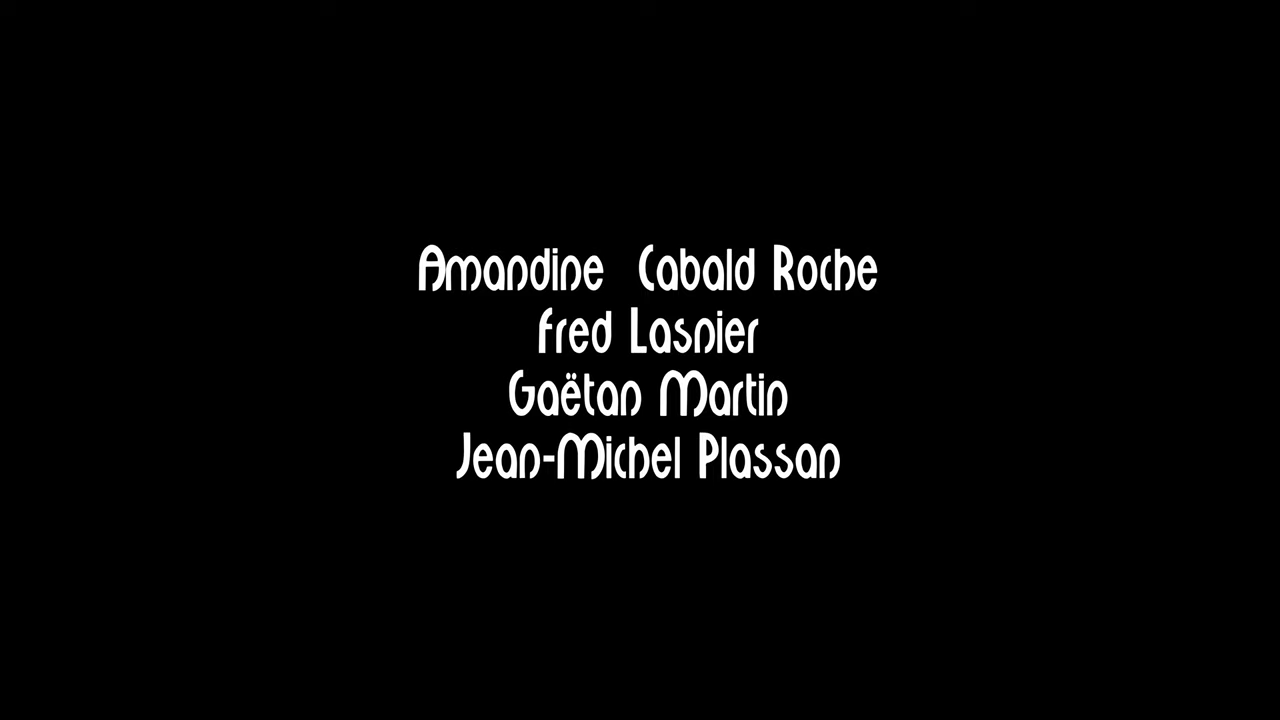 Amandine Cabald Roche
Fred Lasnier
Gaëtan Martin
Jean-Michel Plassan